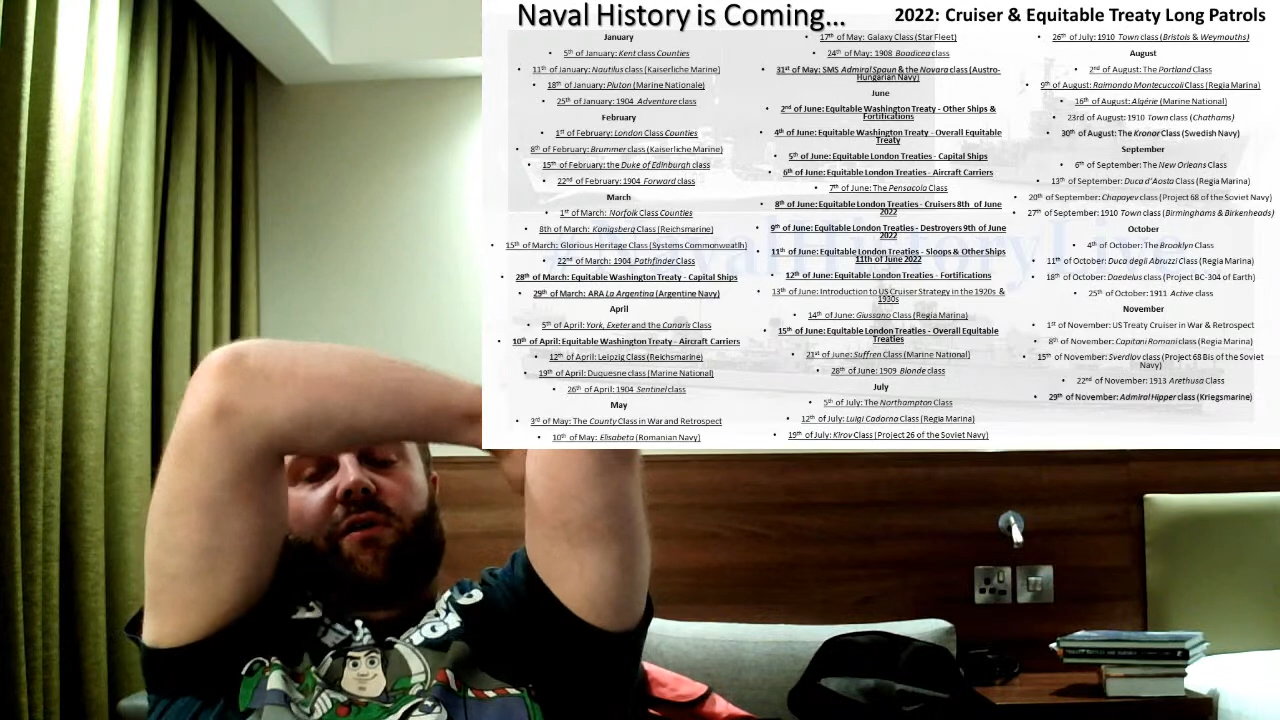 Naval History is Coming...
2022: Cruiser & Equitable Treaty Long Patrols
January
• 5th of January: Kent class Counties
• 11th of January: Nautilus class (Kaiserliche Marine)
• 18th of January: Pluton (Marine Nationale)
• 25th of January: 1904 Adventure class
February
• 1st of February: London Class Counties
• 8th of February: Brummer class (Kaiserliche Marine)
• 15th of February: the Duke of Edinburgh class
• 22nd of February: 1904 Forward class
March
• 1st of March: Norfolk Class Counties
• 8th of March: Konigsberg Class (Reichsmarine)
• 15th of March: Glorious Heritage Class (Systems Commonweatlh)
• 22nd of March: 1904 Pathfinder Class
• 28th of March: Equitable Washington Treaty - Capital Ships
• 29th of March: ARA La Argentina (Argentine Navy)
April
• 5th of April: York, Exeter and the Canaris Class
• 10th of April: Equitable Washington Treaty - Aircraft Carriers
• 12th of April: Leipzig Class (Reichsmarine)
• 19th of April: Duquesne class (Marine National)
• 26th of April: 1904 Sentinel class
May
• 3rd of May: The County Class in War and Retrospect
• 10th of May: Elisabeta (Romanian Navy)
• 17th of May: Galaxy Class (Star Fleet)
• 24th of May: 1908 Boadicea class
• 31st of May: SMS Admiral Spaun & the Novara class (Austro-
Hungarian Navy)
June
• 2nd of June: Equitable Washington Treaty - Other Ships &
Fortifications
• 4th of June: Equitable Washington Treaty - Overall Equitable
Treaty
• 5th of June: Equitable London Treaties - Capital Ships
• 6th of June: Equitable London Treaties - Aircraft Carriers
• 7th of June: The Pensacola Class
• 8th of June: Equitable London Treaties - Cruisers 8th of June
2022
• 9th of June: Equitable London Treaties - Destroyers 9th of June
2022
• 11th of June: Equitable London Treaties - Sloops & Other Ships
11th of June 2022
• 12th of June: Equitable London Treaties - Fortifications
• 13th of June: Introduction to US Cruiser Strategy in the 1920s &
1930s
• 14th of June: Giussano Class (Regia Marina)
• 15th of June: Equitable London Treaties - Overall Equitable
Treaties
• 21st of June: Suffren Class (Marine National)
• 28th of June: 1909 Blonde class
July
• 5th of July: The Northampton Class
• 12th of July: Luigi Cadorna Class (Regia Marina)
• 19th of July: Kirov Class (Project 26 of the Soviet Navy)
• 26th of July: 1910 Town class (Bristols & Weymouths)
August
• 2nd of August: The Portland Class
• 9th of August: Raimondo Montecuccoli Class (Regia Marina)
• 16th of August: Algérie (Marine National)
• 23rd of August: 1910 Town class (Chathams)
• 30th of August: The Kronor Class (Swedish Navy)
September
• 6th of September: The New Orleans Class
• 13th of September: Duca d'Aosta Class (Regia Marina)
• 20th of September: Chapayev class (Project 68 of the Soviet Navy)
• 27th of September: 1910 Town class (Birminghams & Birkenheads)
October
• 4th of October: The Brooklyn Class
• 11th of October: Duca degli Abruzzi Class (Regia Marina)
• 18th of October: Daedelus class (Project BC-304 of Earth)
• 25th of October: 1911 Active class
November
• 1st of November: US Treaty Cruiser in War & Retrospect
• 8th of November: Capitani Romani class (Regia Marina)
• 15th of November: Sverdlov class (Project 68 Bis of the Soviet
Navy)
• 22nd of November: 1913 Arethusa Class
• 29th of November: Admiral Hipper class (Kriegsmarine)